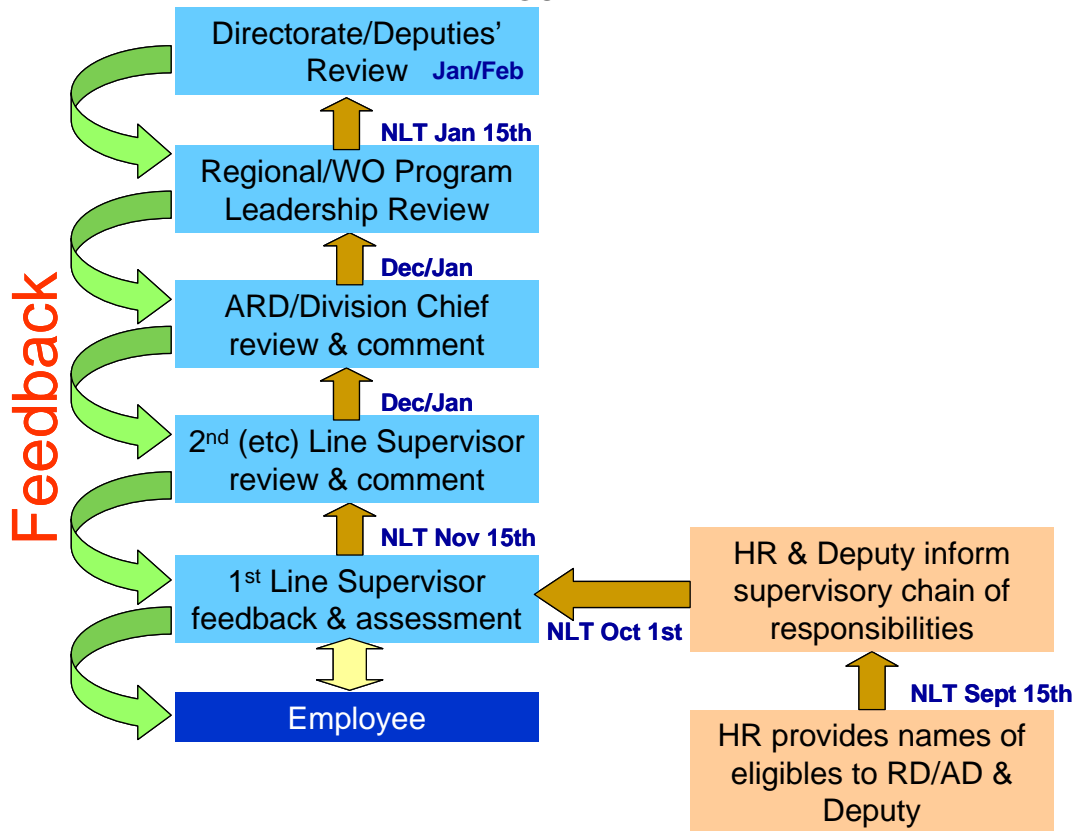 Directorate/Deputies'
Review Jan/Feb
NLT Jan 15th
Regional/WO Program
Leadership Review
Dec/Jan
ARD/Division Chief
review & comment
Dec/Jan
2nd (etc) Line Supervisor
review & comment
NLT Nov 15th
1st Line Supervisor
feedback & assessment
Employee
Feedback
HR & Deputy inform
supervisory chain of
responsibilities
NLT Oct 1st
NLT Sept 15th
HR provides names of
eligibles to RD/AD &
Deputy